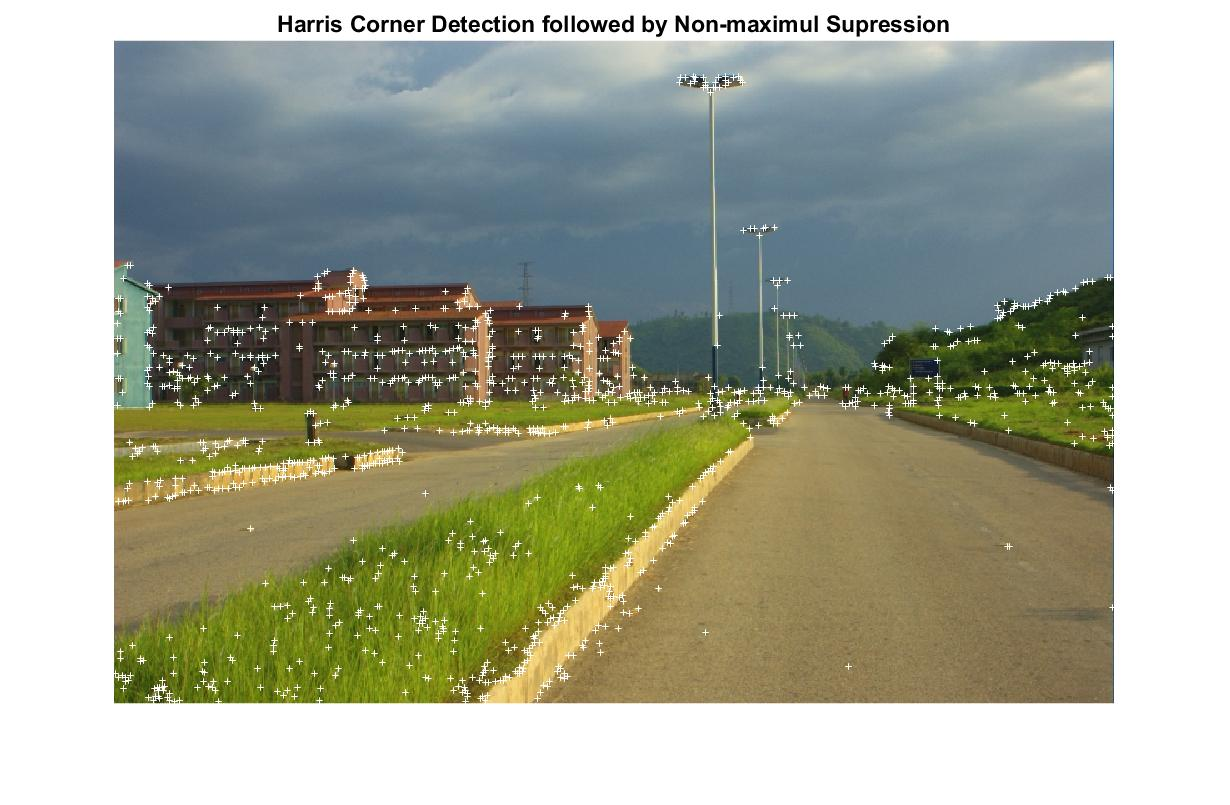 Harris Corner Detection followed by Non-maximul Supression